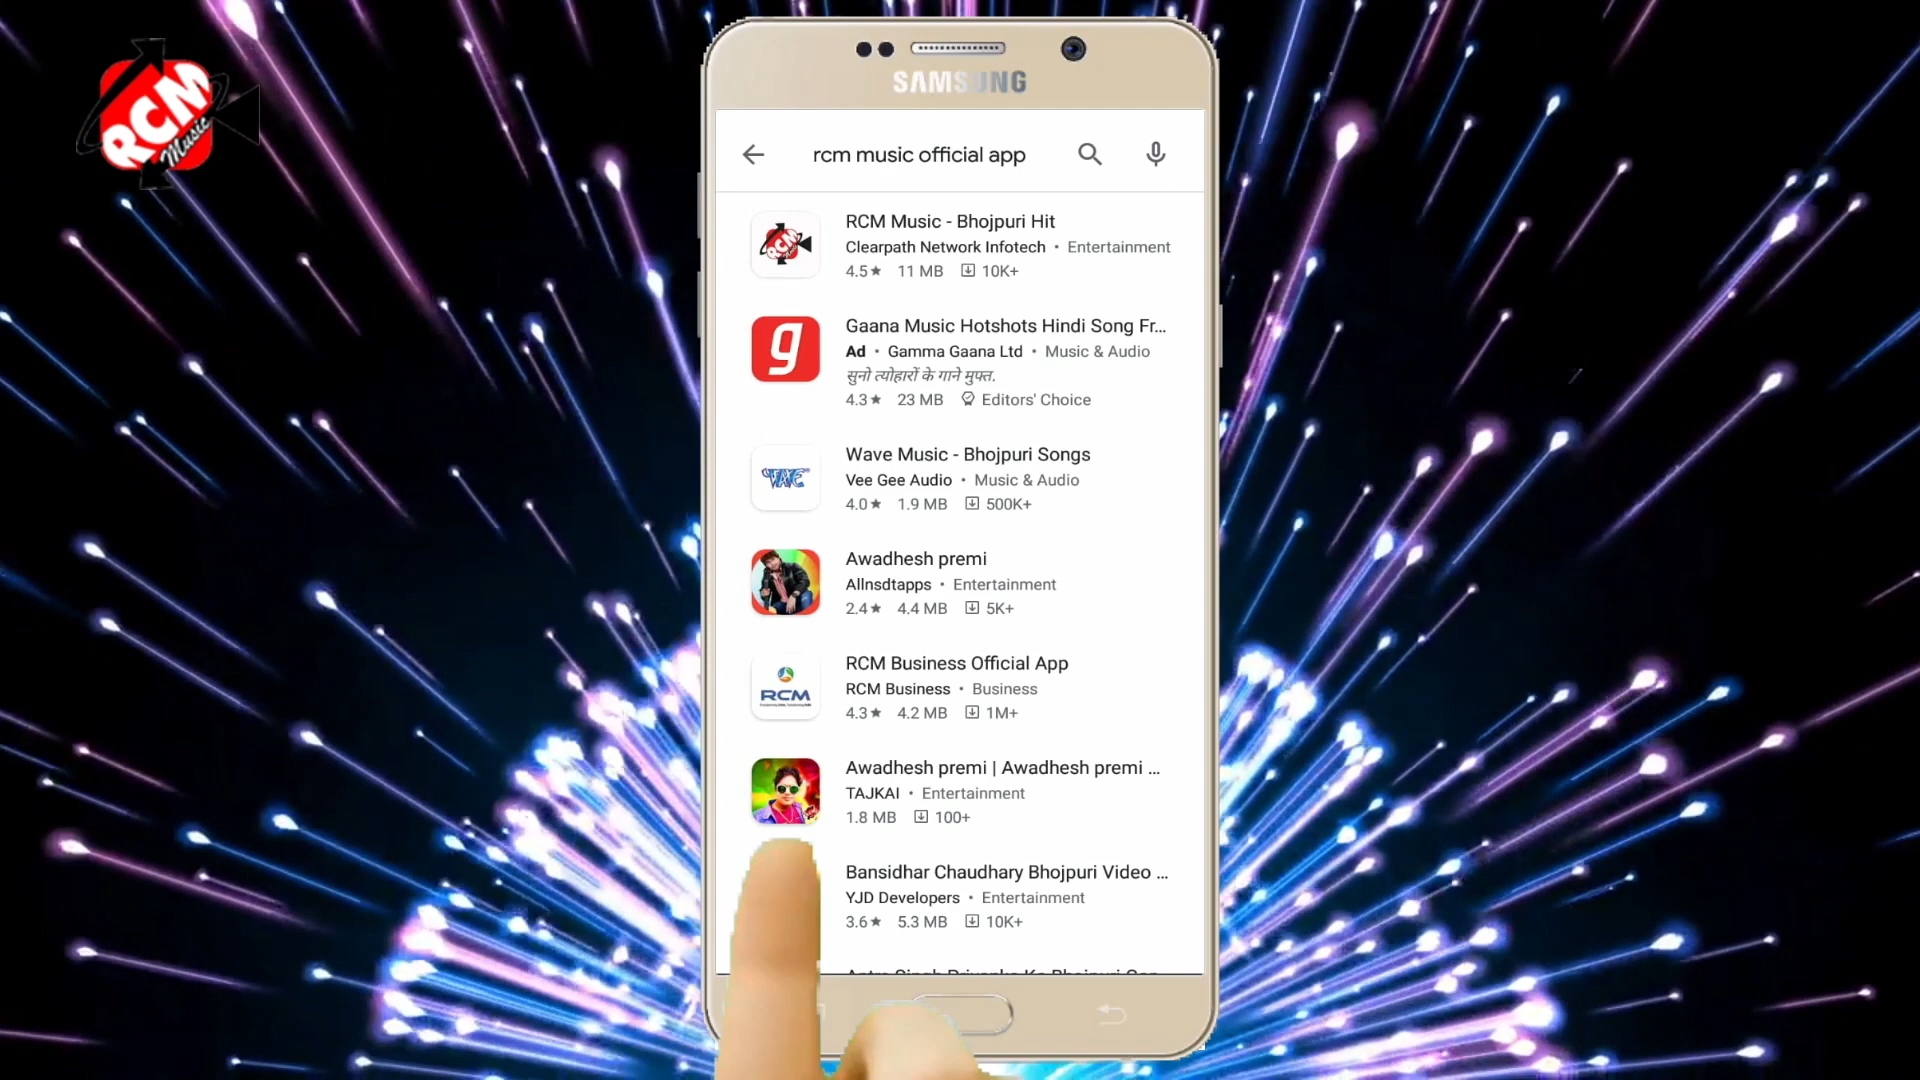 RCM
Music
SAMSUNG
rcm music official app
RCM
RCM Music - Bhojpuri Hit
Clearpath Network Infotech • Entertainment
4.5★ 11 MB 10K+
g
Gaana Music Hotshots Hindi Song Fr...
Ad • Gamma Gaana Ltd • Music & Audio
सुनो त्योहारों के गाने मुफ्त.
4.3★ 23 MB Editors' Choice
WAVE
Wave Music - Bhojpuri Songs
Vee Gee Audio • Music & Audio
4.0★ 1.9 MB 500K+
Awadhesh premi
Allnsdtapps • Entertainment
2.4★ 4.4 MB 5K+
RCM
RCM Business Official App
RCM Business • Business
4.3★ 4.2 MB 1M+
Awadhesh premi | Awadhesh premi ...
TAJKAI • Entertainment
1.8 MB 100+
Bansidhar Chaudhary Bhojpuri Video ...
YJD Developers • Entertainment
3.6★ 5.3 MB 10K+